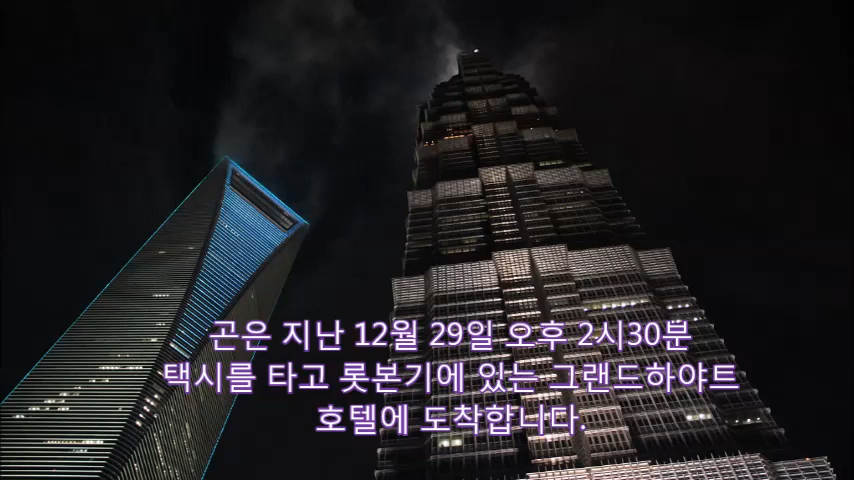 곤은 지난 12월 29일 오후 2시30분
택시를 타고 롯본기에 있는 그랜드하야트
호텔에 도착합니다.